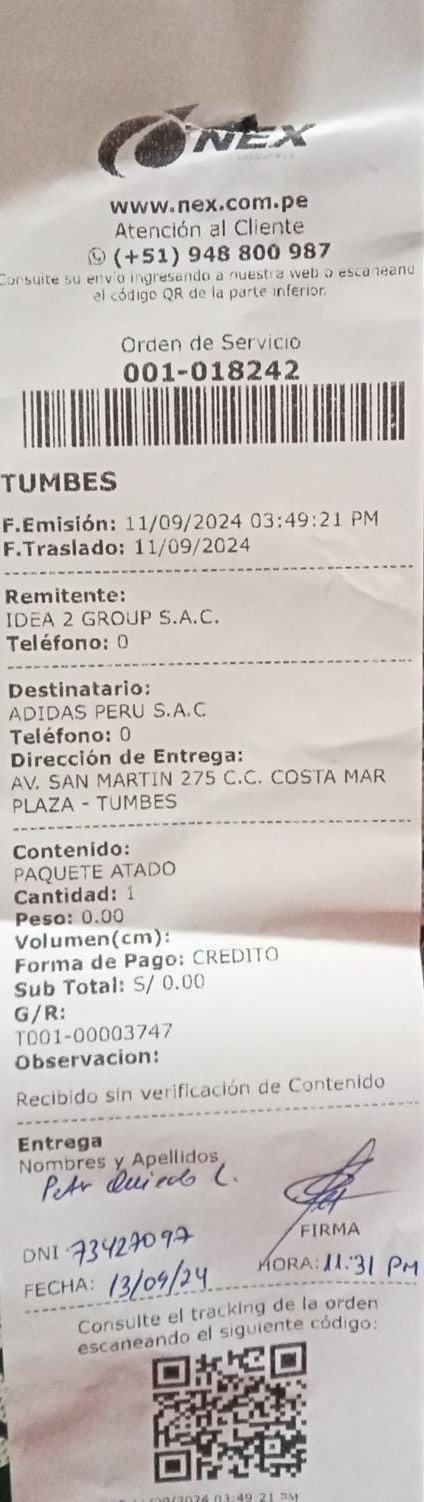 NEX
www.nex.com.pe
Atención al Cliente
(+51) 948 800 987
Consulte su envío ingresando a nuestra web o escaneand
el código QR de la parte inferior.
Orden de Servicio
001-018242
TUMBES
F.Emisión: 11/09/2024 03:49:21 PM
F.Traslado: 11/09/2024
Remitente:
IDEA 2 GROUP S.A.C.
Teléfono: 0
Destinatario:
ADIDAS PERU S.A.C
Teléfono: 0
Dirección de Entrega:
AV. SAN MARTIN 275 C.C. COSTA MAR
PLAZA - TUMBES
Contenido:
PAQUETE ATADO
Cantidad: 1
Peso: 0.00
Volumen(cm):
Forma de Pago: CREDITO
Sub Total: S/ 0.00
G/R:
T001-00003747
Observacion:
Recibido sin verificación de Contenido
Entrega
Nombres y Apellidos
FIRMA
DNI 73427097
FECHA: 13/09/24 HORA: 11:31 PM
Consulte el tracking de la orden
escaneando el siguiente código:
/2024 03:49:21 PM